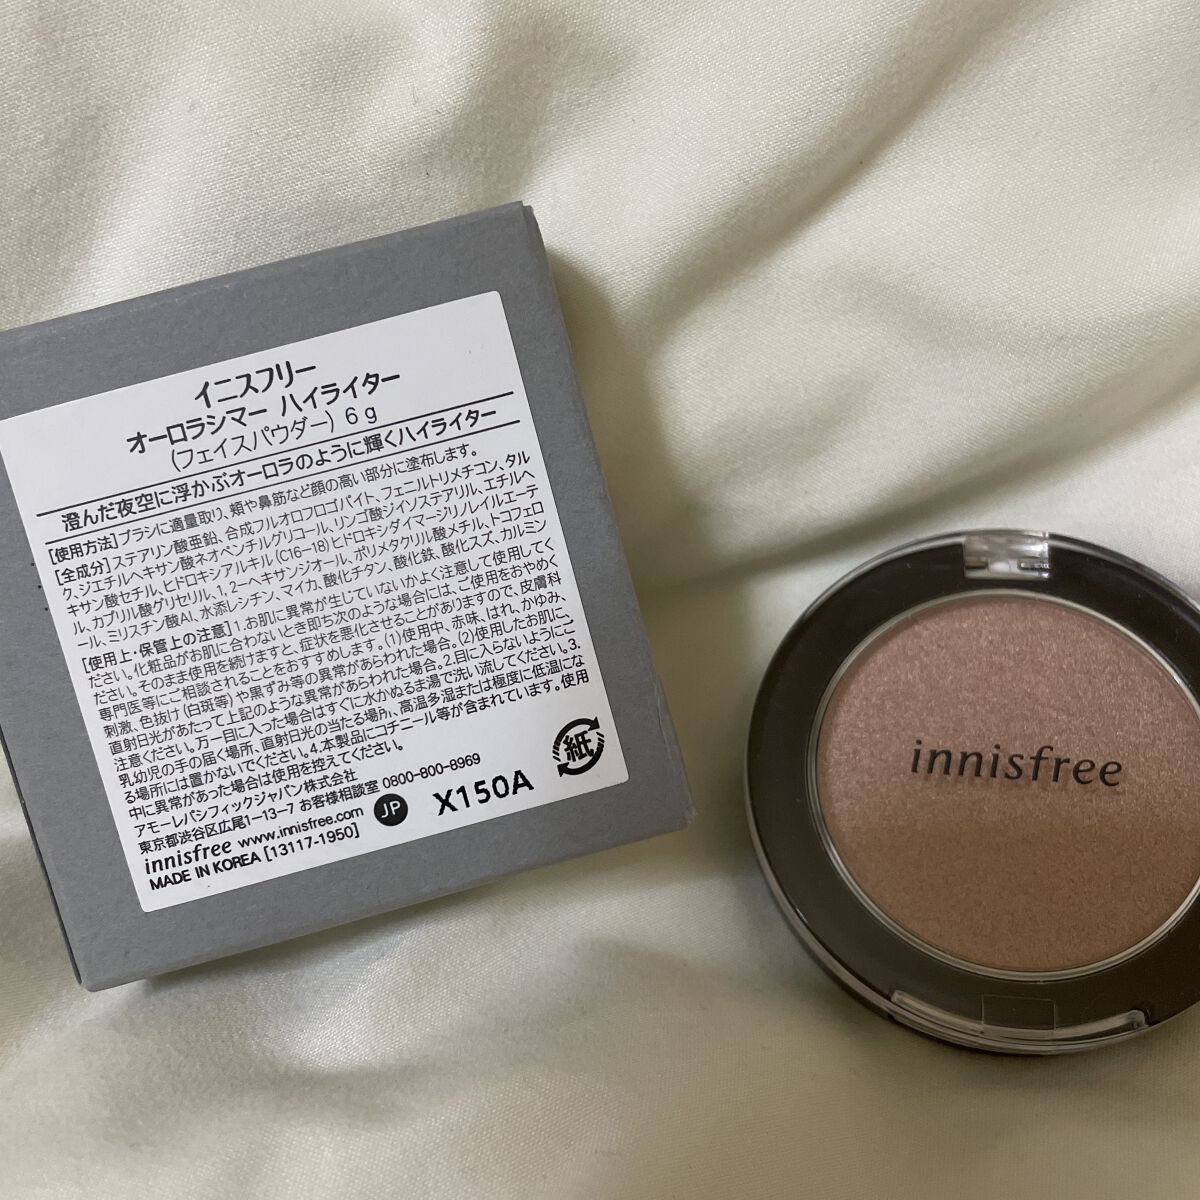 イニスフリー
オーロラシマー ハイライター
(フェイスパウダー) 6g
澄んだ夜空に浮かぶオーロラのように輝くハイライター
[使用方法]ブラシに適量取り、頬や鼻筋など顔の高い部分に塗布します。
[全成分]ステアリン酸亜鉛、合成フルオロフロゴパイト、フェニルトリメチコン、タル
ク、ジエチルヘキサン酸ネオペンチルグリコール、リンゴ酸ジイソステアリル、エチルヘ
キサン酸セチル、ヒドロキシアルキル(C16-18)ヒドロキシダイマージリノレイルエーテ
ル、カプリル酸グリセリル、1,2-ヘキサンジオール、ポリメタクリル酸メチル、トコフェロ
ール、ミリスチン酸Al、水添レシチン、マイカ、酸化チタン、酸化鉄、酸化スズ、カルミン
[使用上・保管上の注意]1.お肌に異常が生じていないかよく注意して使用してく
ださい。化粧品がお肌に合わないとき即ち次のような場合には、ご使用をおやめく
ださい。そのまま使用を続けますと、症状を悪化させることがありますので、皮膚科
専門医等にご相談されることをおすすめします。(1)使用中、赤味、はれ、かゆみ、
刺激、色抜け(白斑等)や黒ずみ等の異常があらわれた場合。(2)使用したお肌に、
直射日光があたって上記のような異常があらわれた場合。2.目に入らないようにご
注意ください。万一目に入った場合はすぐに水かぬるま湯で洗い流してください。3.
乳幼児の手の届く場所、直射日光の当たる場所、高温多湿または極度に低温にな
る場所には置かないでください。4.本製品にコチニール等が含まれています。使用
中に異常があった場合は使用を控えてください。
アモーレパシフィックジャパン株式会社
東京都渋谷区広尾1-13-7 お客様相談室 0800-800-8969
innisfree www.innisfree.com JP X150A
MADE IN KOREA [13117-1950]
紙
innisfree